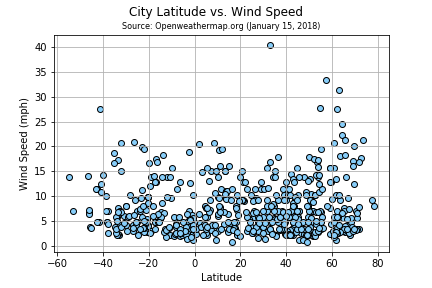 City Latitude vs. Wind Speed
Source: Openweathermap.org (January 15, 2018)
Wind Speed (mph)
40
35
30
25
20
15
10
5
0
−60 −40 −20 0 20 40 60 80
Latitude